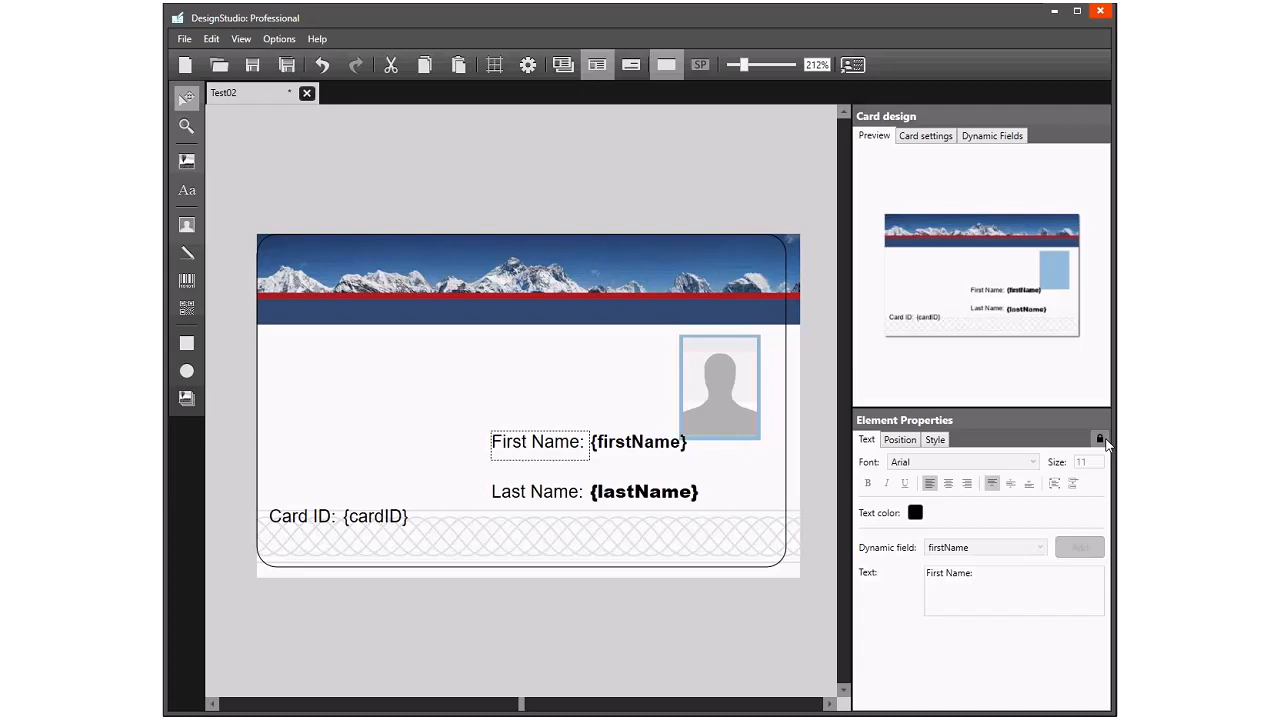 DesignStudio: Professional
File Edit View Options Help
SP 212%
Test02 *
Card design
Preview Card settings Dynamic Fields
First Name: {firstName}
Last Name: {lastName}
Card ID: {cardID}
First Name: {firstName}
Last Name: {lastName}
Card ID: {cardID}
Element Properties
Text Position Style
Font: Arial Size: 11
B I U
Text color:
Dynamic field: firstName Add
Text: First Name:
Aa